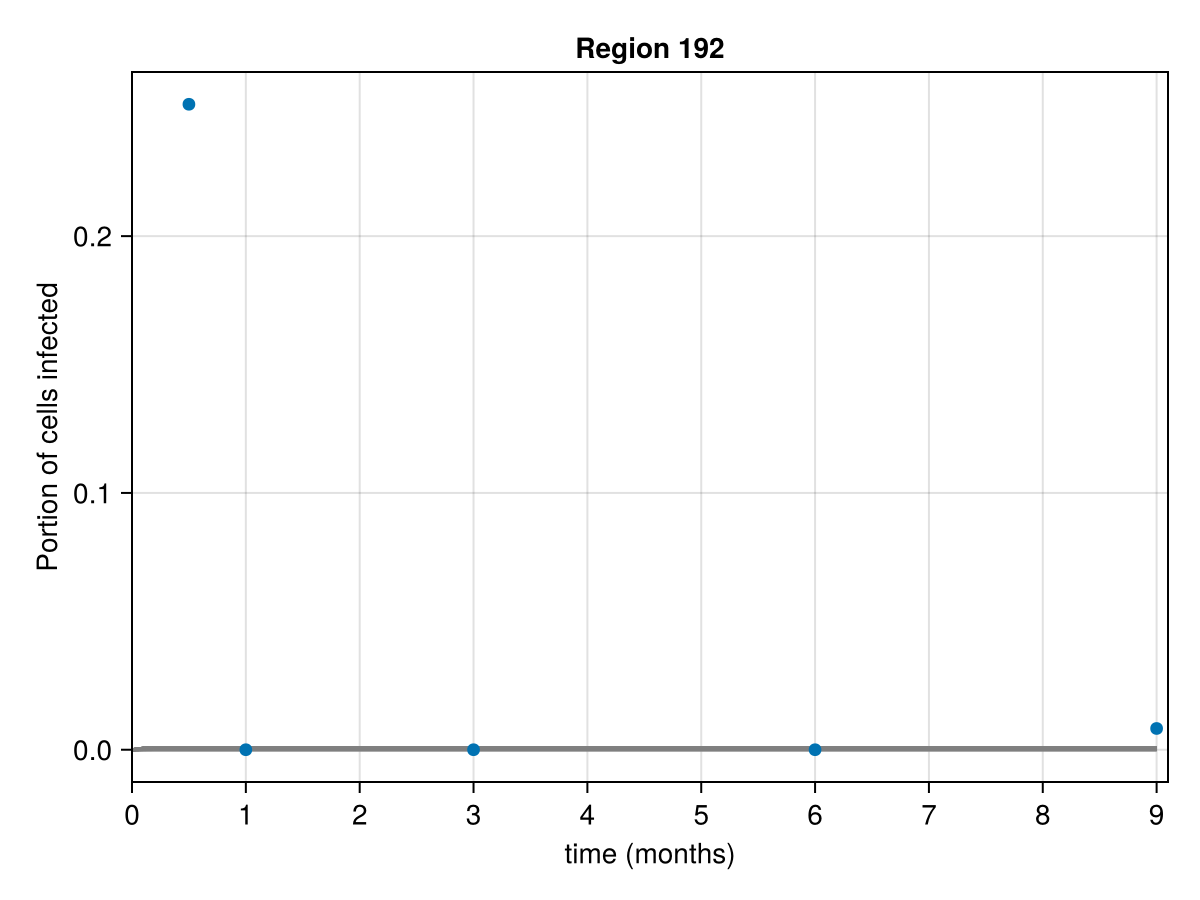 Region 192
Portion of cells infected
0.2
0.1
0.0
0 1 2 3 4 5 6 7 8 9
time (months)